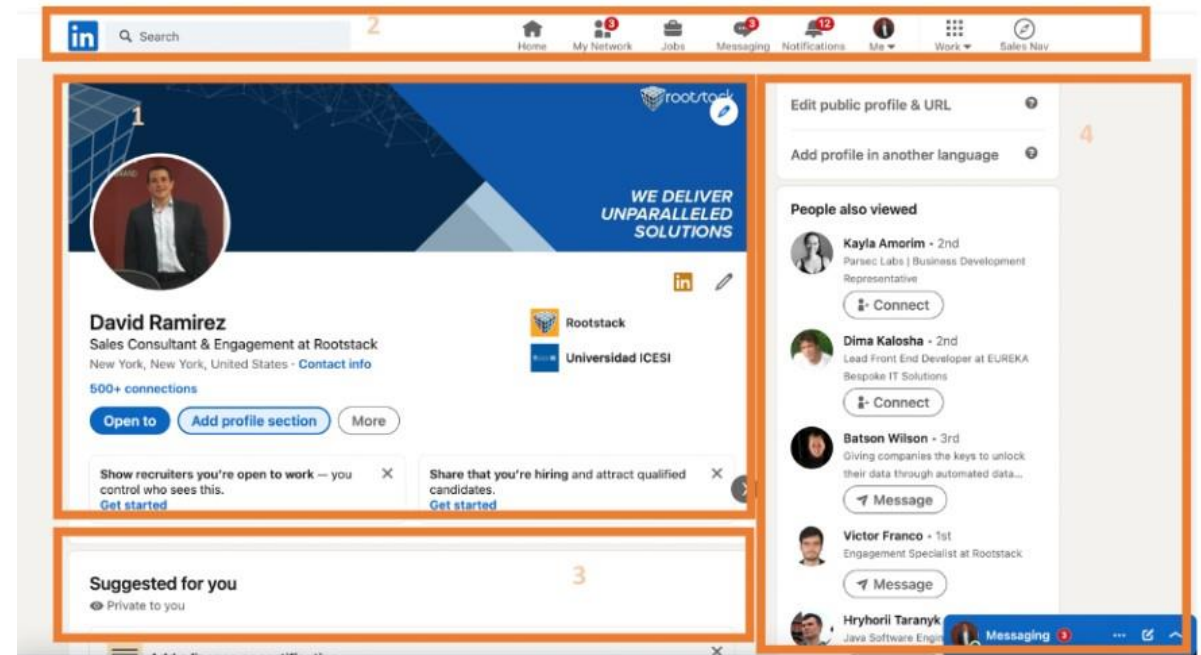 in
Search
2
3
3
12
Home
My Network
Jobs
Messaging
Notifications
Me
Work
Sales Nav
1
rootstack
WE DELIVER
UNPARALLELED
SOLUTIONS
in
David Ramirez
Sales Consultant & Engagement at Rootstack
New York, New York, United States · Contact info
500+ connections
Rootstack
Universidad ICESI
Open to
Add profile section
More
Show recruiters you're open to work — you
control who sees this.
Get started
Share that you're hiring and attract qualified
candidates.
Get started
3
Suggested for you
Private to you
4
Edit public profile & URL
Add profile in another language
People also viewed
Kayla Amorim · 2nd
Parsec Labs | Business Development
Representative
Connect
Dima Kalosha · 2nd
Lead Front End Developer at EUREKA
Bespoke IT Solutions
Connect
Batson Wilson · 3rd
Giving companies the keys to unlock
their data through automated data...
Message
Victor Franco · 1st
Engagement Specialist at Rootstack
Message
Hryhorii Taranyk
Java Software Engin
Messaging 3